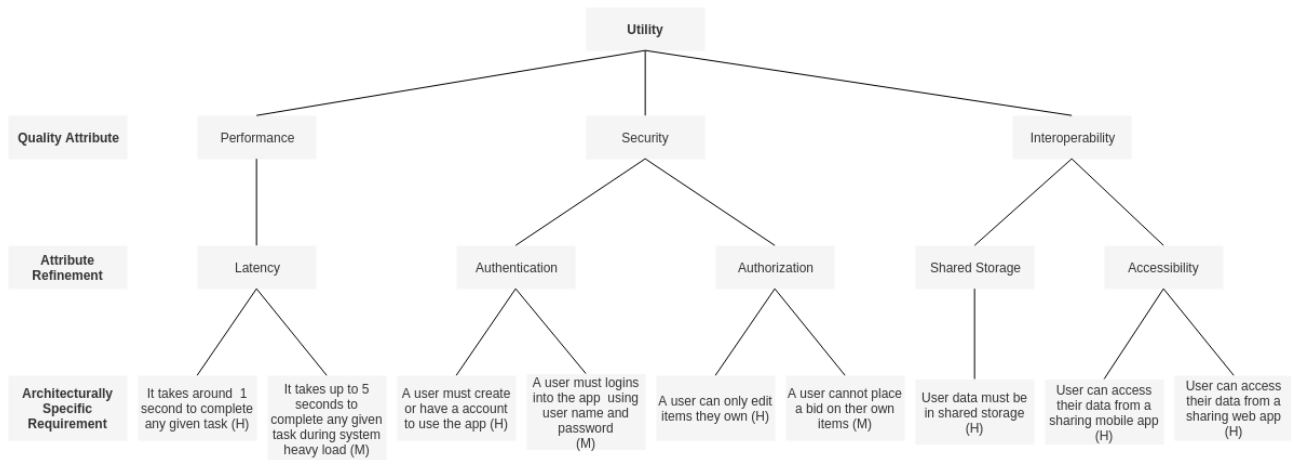 Utility
Quality Attribute
Performance
Security
Interoperability
Attribute
Refinement
Latency
Authentication
Authorization
Shared Storage
Accessibility
Architecturally
Specific
Requirement
It takes around  1
second to complete
any given task (H)
It takes up to 5
seconds to
complete any given
task during system
heavy load (M)
A user must create
or have a account
to use the app (H)
A user must logins
into the app  using
user name and
password
(M)
A user can only edit
items they own (H)
A user cannot place
a bid on ther own
items (M)
User data must be
in shared storage
(H)
User can access
their data from a
sharing mobile app
(H)
User can access
their data from a
sharing web app
(H)